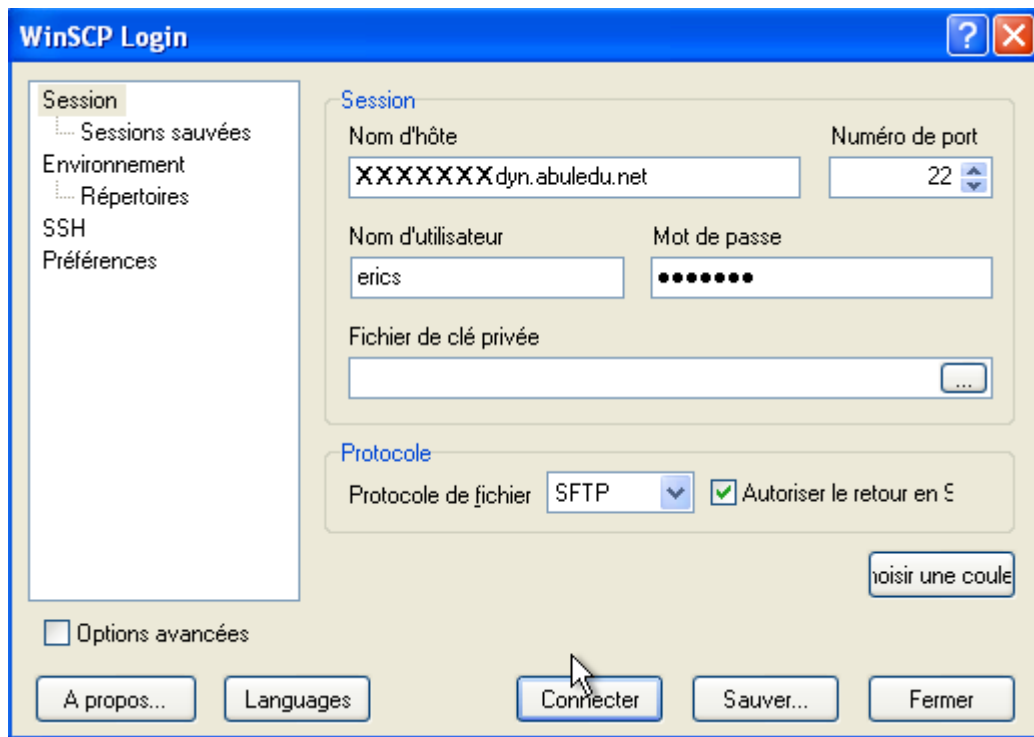 WinSCP Login
Session
Sessions sauvées
Environnement
Répertoires
SSH
Préférences
Session
Nom d'hôte Numéro de port
XXXXXXXdyn.abuledu.net 22
Nom d'utilisateur Mot de passe
erics •••••••
Fichier de clé privée
...
Protocole
Protocole de fichier SFTP Autoriser le retour en S
hoisir une coule
Options avancées
A propos... Languages Connecter Sauver... Fermer